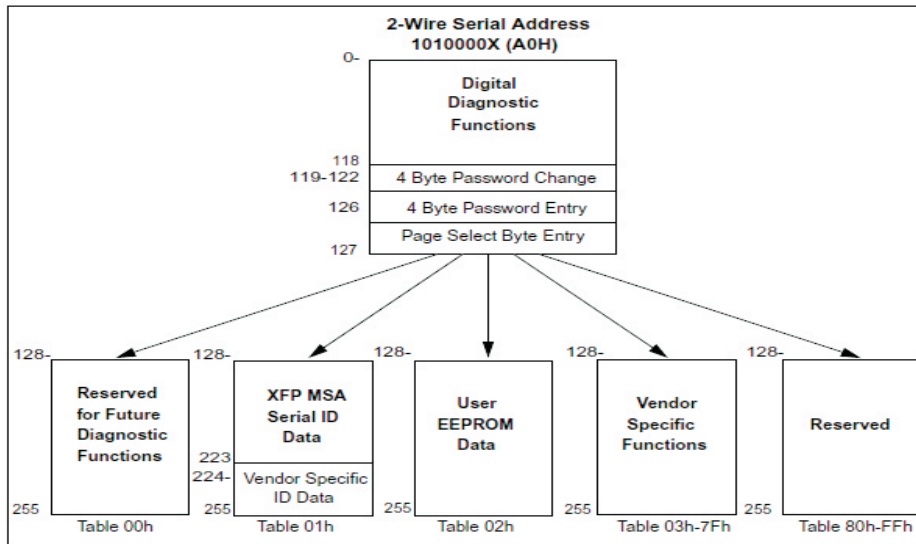 2-Wire Serial Address
1010000X (A0H)
0-
Digital
Diagnostic
Functions
118
119-122
4 Byte Password Change
126
4 Byte Password Entry
Page Select Byte Entry
127
128-
Reserved
for Future
Diagnostic
Functions
255
Table 00h
128-
XFP MSA
Serial ID
Data
223
224-
Vendor Specific
ID Data
255
Table 01h
128-
User
EEPROM
Data
255
Table 02h
128-
Vendor
Specific
Functions
255
Table 03h-7Fh
128-
Reserved
255
Table 80h-FFh